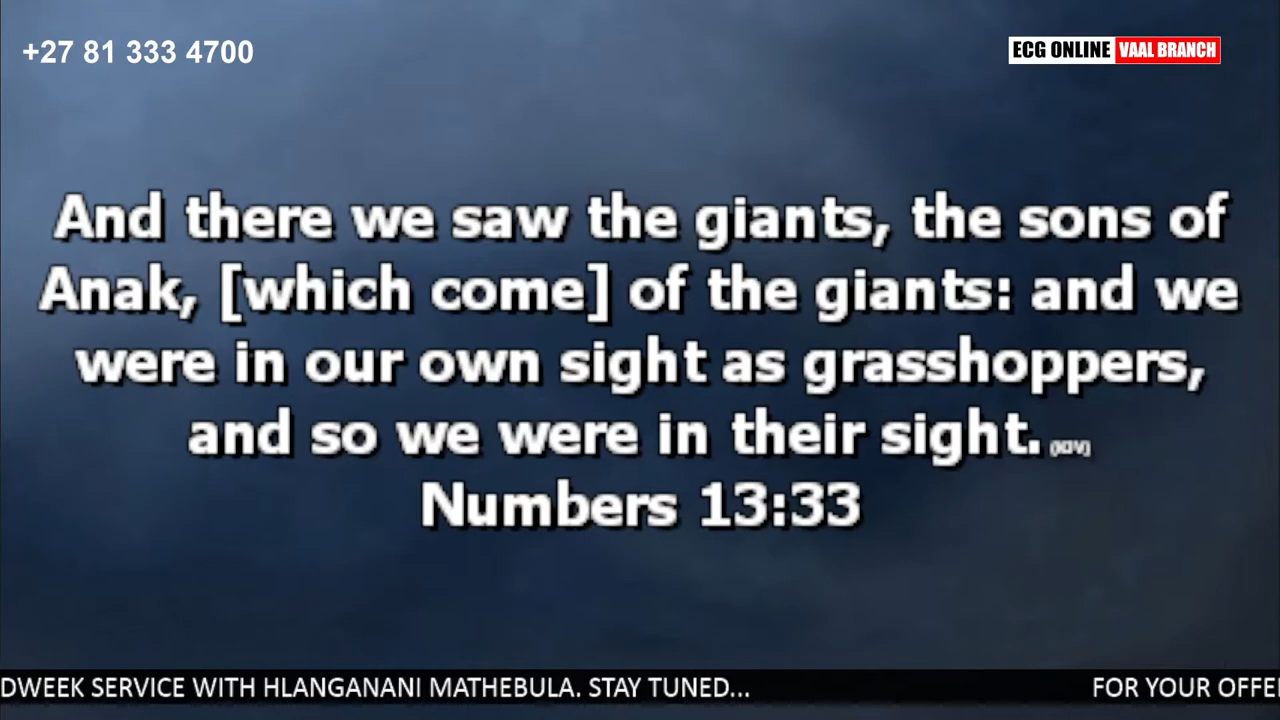 +27 81 333 4700
ECG ONLINE VAAL BRANCH
And there we saw the giants, the sons of
Anak, [which come] of the giants: and we
were in our own sight as grasshoppers,
and so we were in their sight. (KJV)
Numbers 13:33
DWEEK SERVICE WITH HLANGANANI MATHEBULA. STAY TUNED... FOR YOUR OFFE